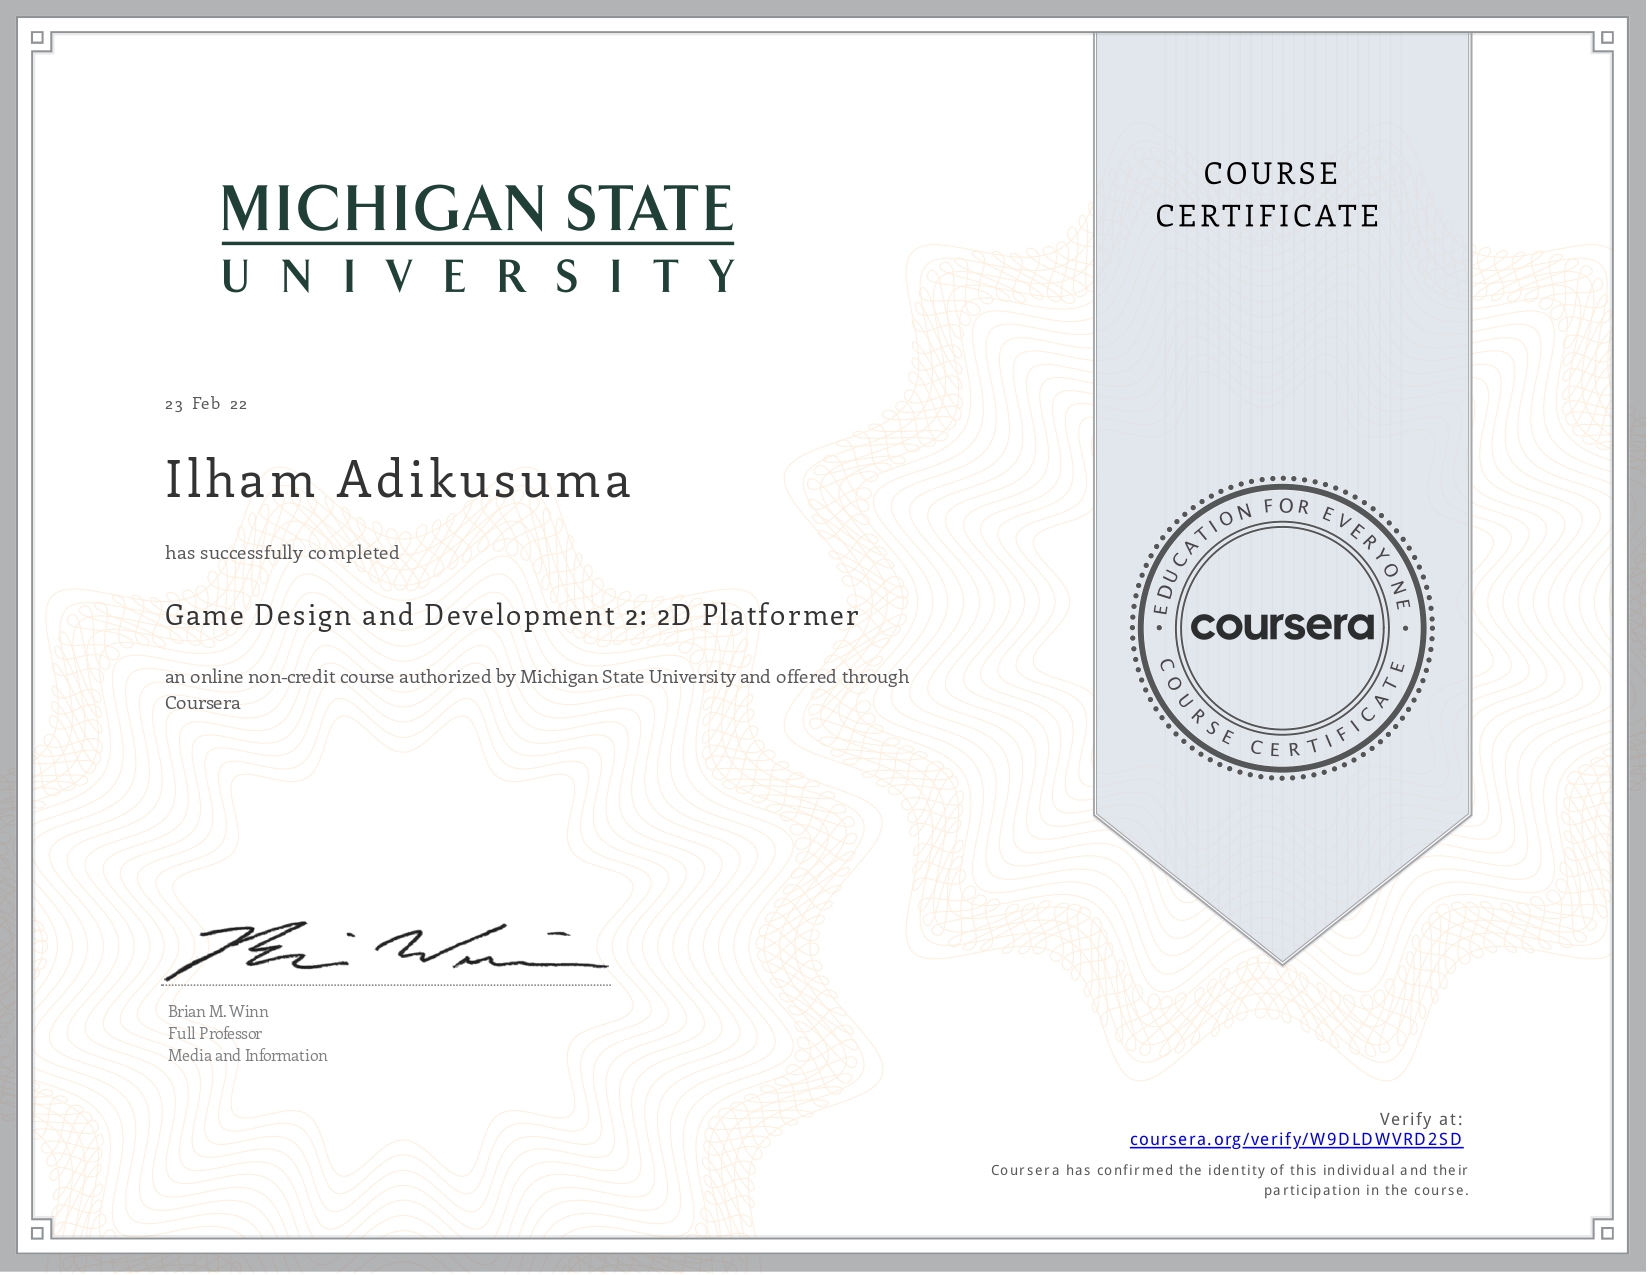 MICHIGAN STATE
UNIVERSITY
COURSE
CERTIFICATE
23 Feb 22
Ilham Adikusuma
has successfully completed
Game Design and Development 2: 2D Platformer
an online non-credit course authorized by Michigan State University and offered through
Coursera
• EDUCATION FOR EVERYONE •
coursera
COURSE CERTIFICATE
Brian M. Winn
Full Professor
Media and Information
Verify at:
coursera.org/verify/W9DLDWVRD2SD
Coursera has confirmed the identity of this individual and their
participation in the course.